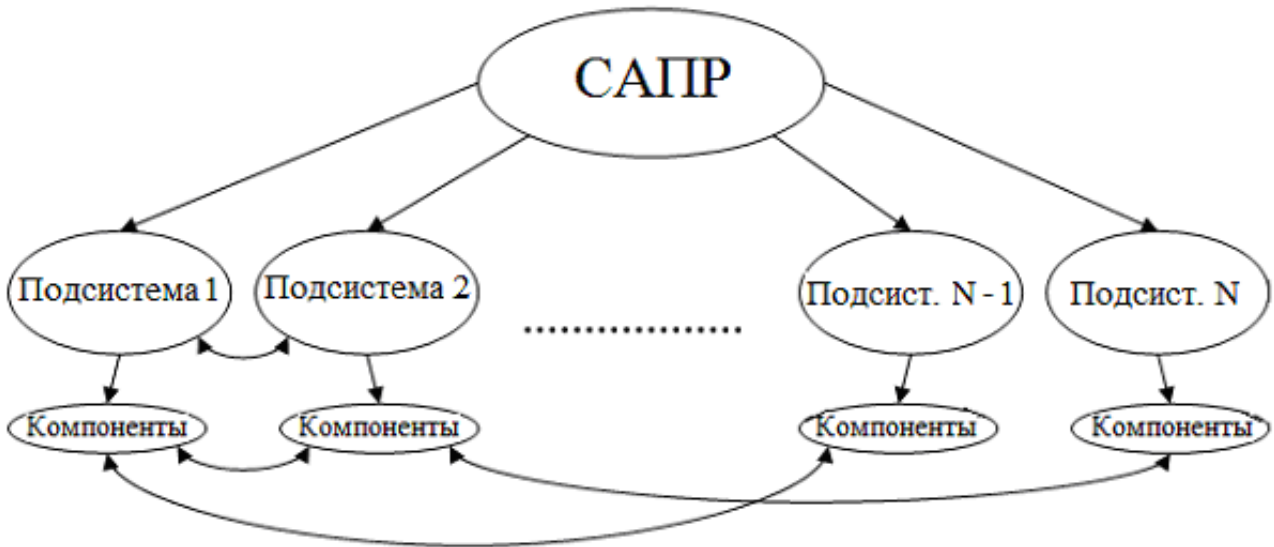 САПР
Подсистема 1
Подсистема 2
Подсист. N - 1
Подсист. N
Компоненты
Компоненты
Компоненты
Компоненты